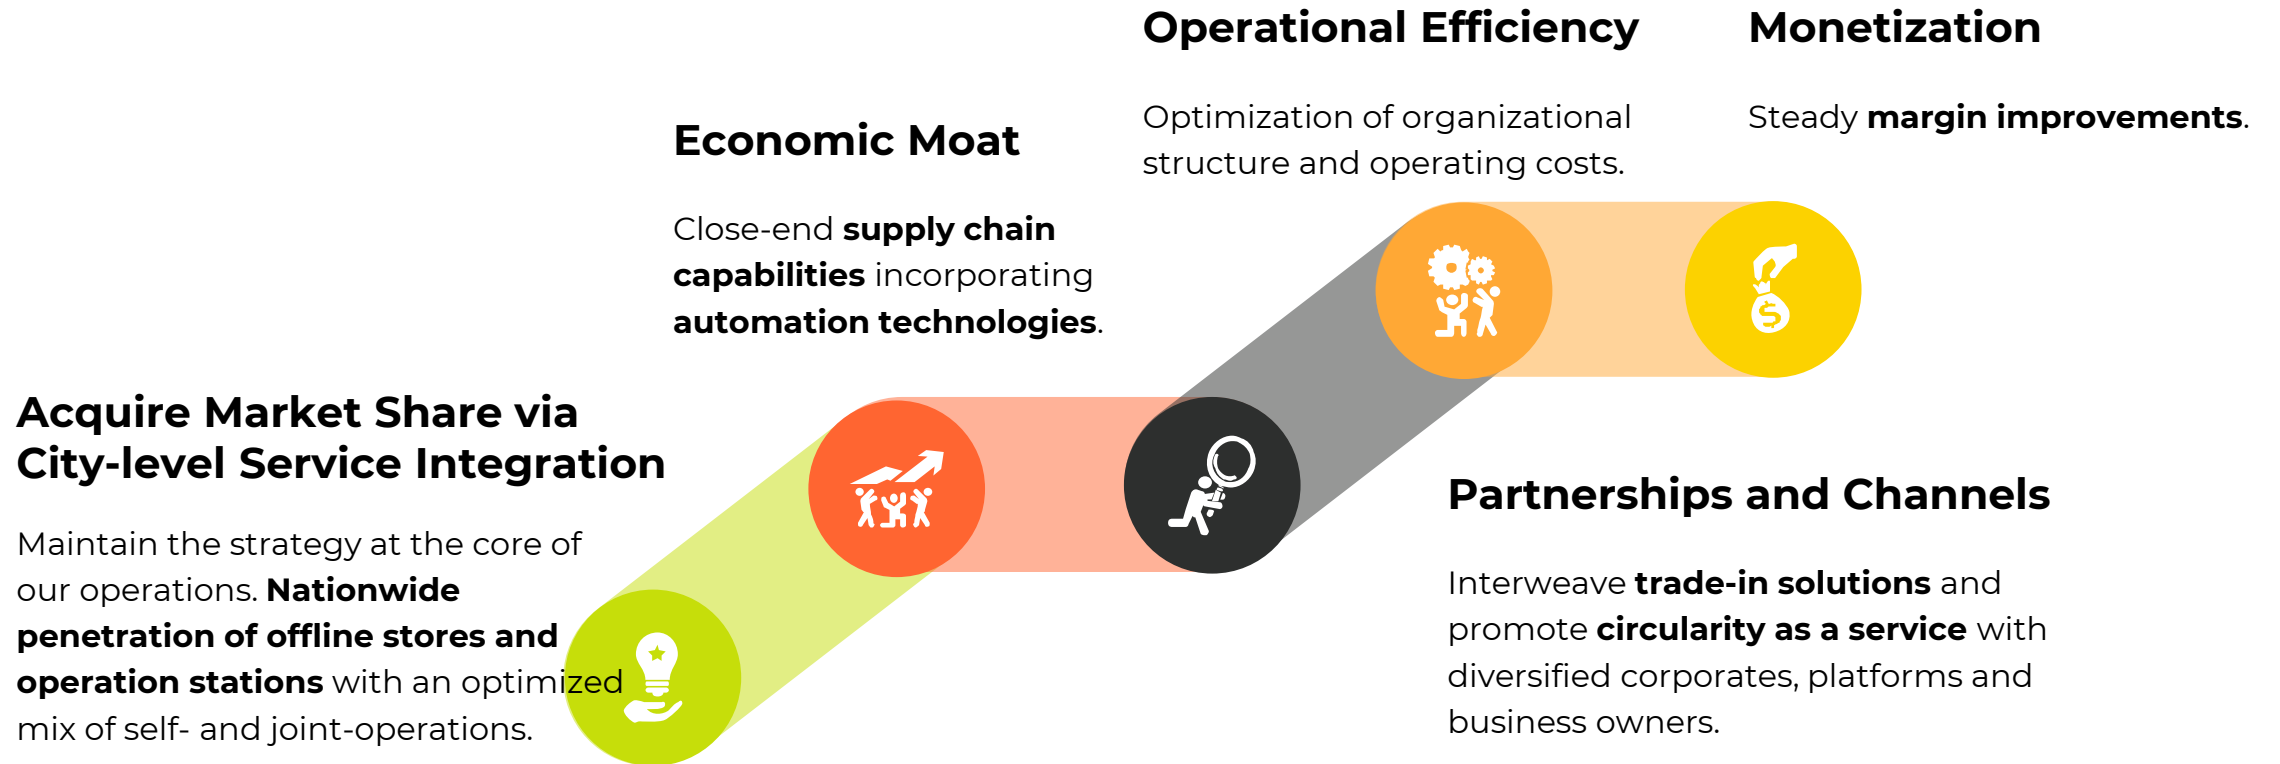 Acquire Market Share via
City-level Service Integration
Maintain the strategy at the core of
our operations. Nationwide
penetration of offline stores and
operation stations with an optimized
mix of self- and joint-operations.
Economic Moat
Close-end supply chain
capabilities incorporating
automation technologies.
Partnerships and Channels
Interweave trade-in solutions and
promote circularity as a service with
diversified corporates, platforms and
business owners.
Operational Efficiency
Optimization of organizational
structure and operating costs.
Monetization
Steady margin improvements.
$